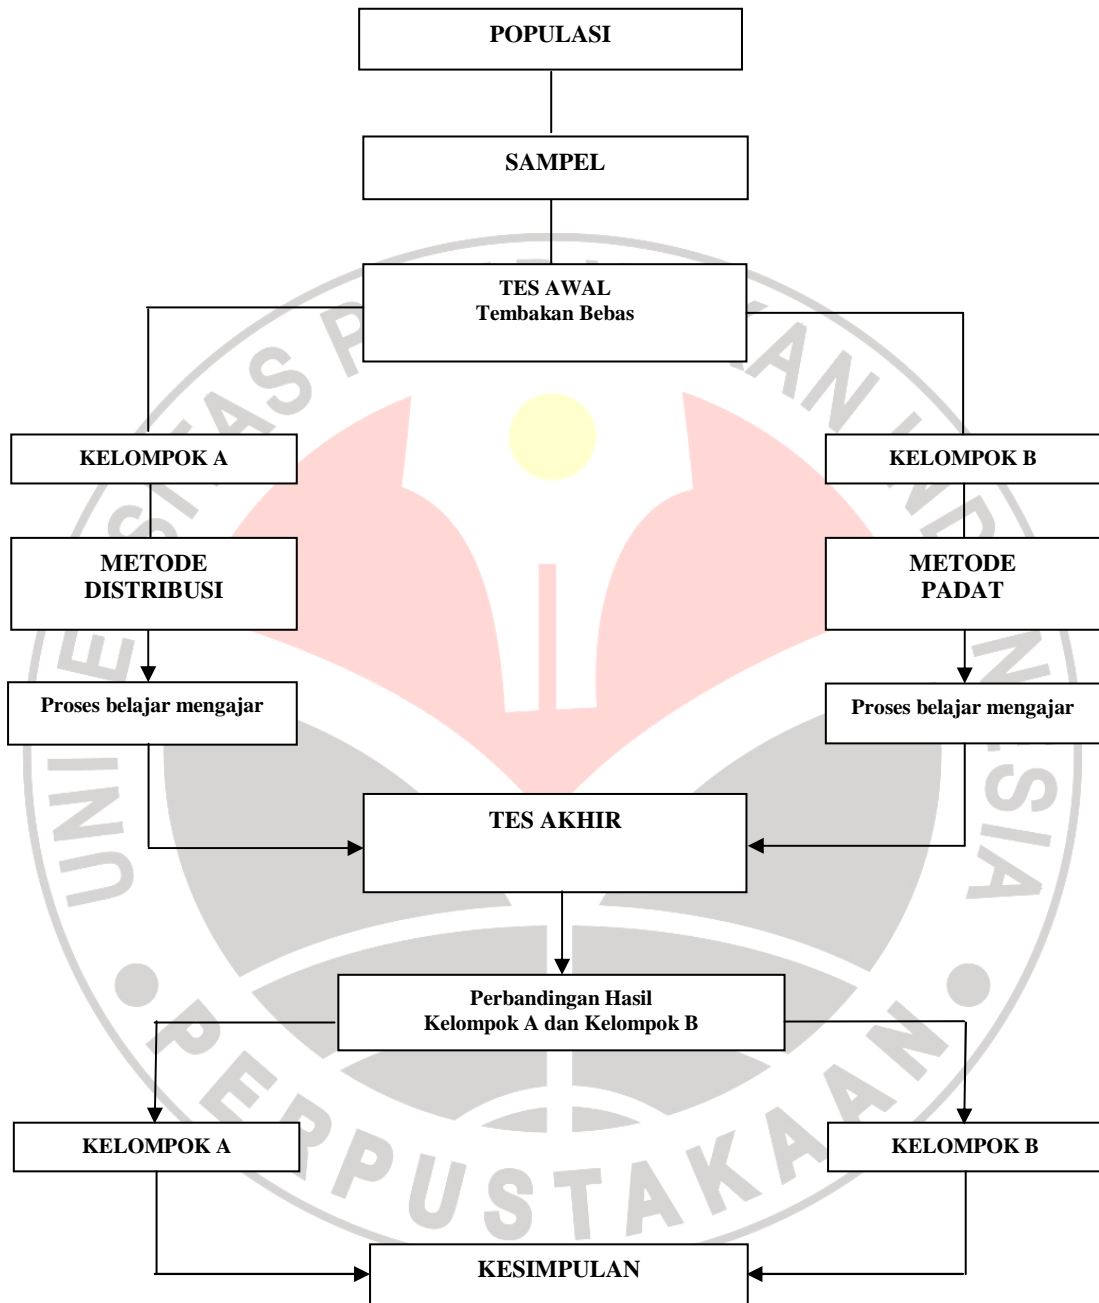 POPULASI
SAMPEL
TES AWAL
Tembakan Bebas
KELOMPOK A
KELOMPOK B
METODE
DISTRIBUSI
METODE
PADAT
Proses belajar mengajar
Proses belajar mengajar
TES AKHIR
Perbandingan Hasil
Kelompok A dan Kelompok B
KELOMPOK A
KELOMPOK B
KESIMPULAN
PERPUSTAKAAN